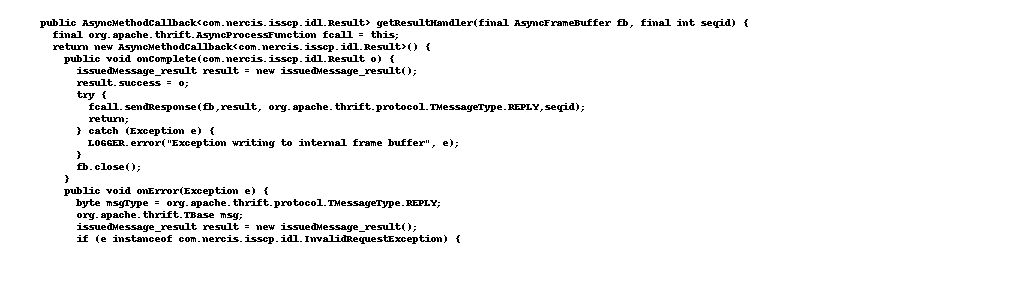 public AsyncMethodCallback<com.nercis.isscp.idl.Result> getResultHandler(final AsyncFrameBuffer fb, final int seqid) {
final org.apache.thrift.AsyncProcessFunction fcall = this;
return new AsyncMethodCallback<com.nercis.isscp.idl.Result>() {
public void onComplete(com.nercis.isscp.idl.Result o) {
issuedMessage_result result = new issuedMessage_result();
result.success = o;
try {
fcall.sendResponse(fb,result, org.apache.thrift.protocol.TMessageType.REPLY,seqid);
return;
} catch (Exception e) {
LOGGER.error("Exception writing to internal frame buffer", e);
}
fb.close();
}
public void onError(Exception e) {
byte msgType = org.apache.thrift.protocol.TMessageType.REPLY;
org.apache.thrift.TBase msg;
issuedMessage_result result = new issuedMessage_result();
if (e instanceof com.nercis.isscp.idl.InvalidRequestException) {